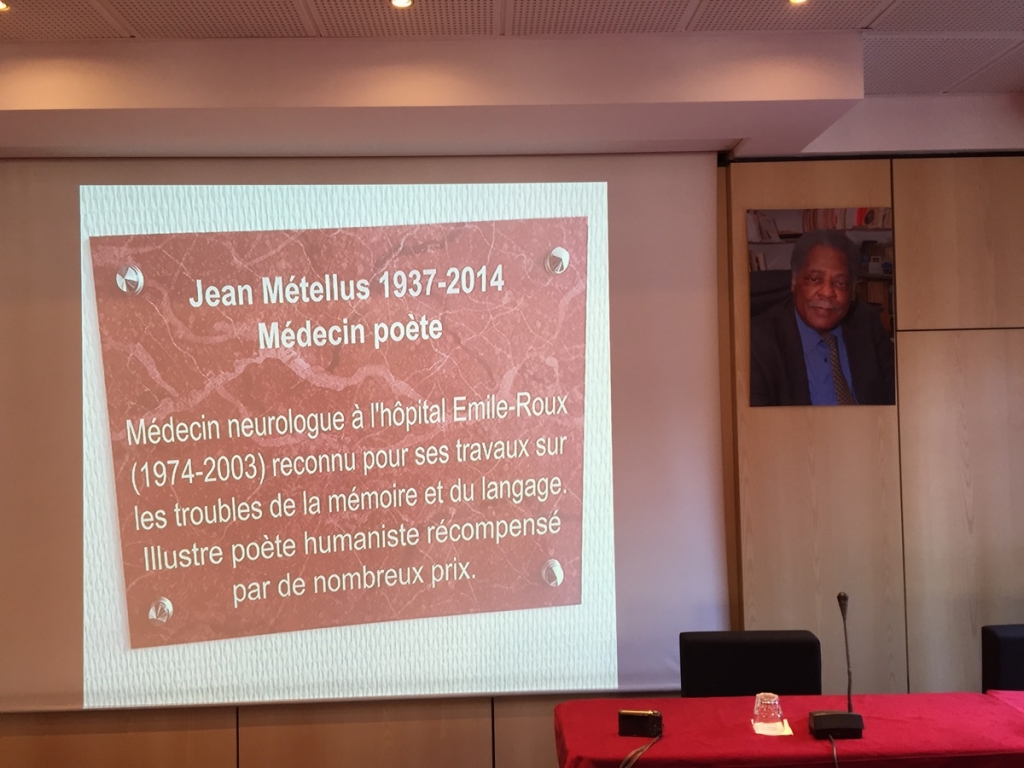 Jean Métellus 1937-2014
Médecin poète
Médecin neurologue à l'hôpital Emile-Roux
(1974-2003) reconnu pour ses travaux sur
les troubles de la mémoire et du langage.
Illustre poète humaniste récompensé
par de nombreux prix.